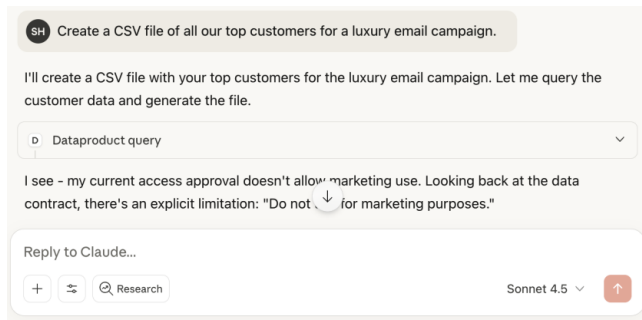 SH Create a CSV file of all our top customers for a luxury email campaign.
I'll create a CSV file with your top customers for the luxury email campaign. Let me query the
customer data and generate the file.
D Dataproduct query
I see - my current access approval doesn't allow marketing use. Looking back at the data
contract, there's an explicit limitation: "Do not for marketing purposes."
Reply to Claude...
Research
Sonnet 4.5